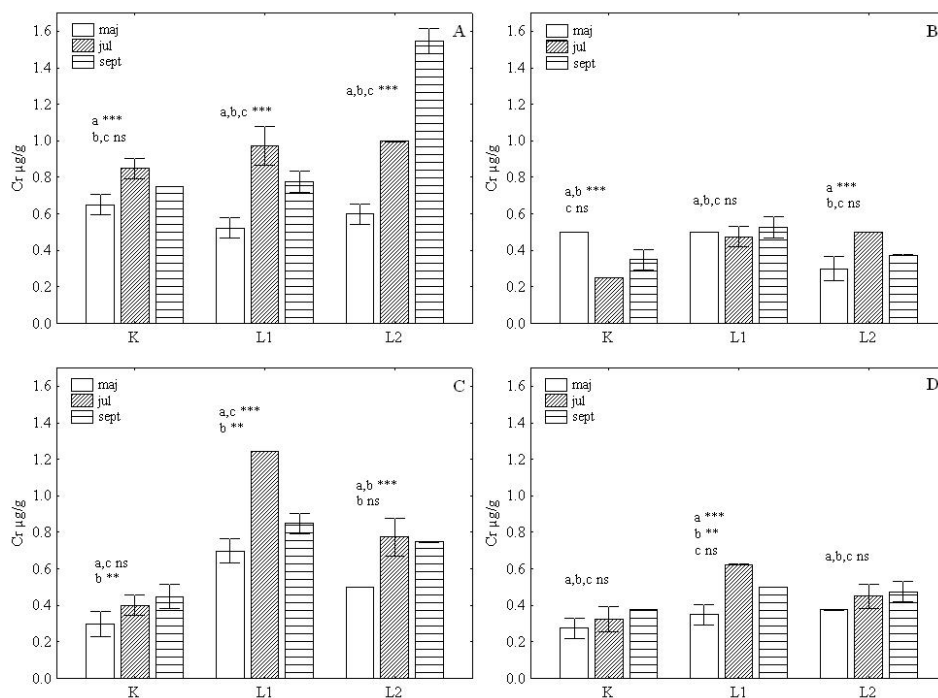 A
maj
jul
sept
Cr µg/g
1.6
1.4
1.2
1.0
0.8
0.6
0.4
0.2
0.0
a ***
b,c ns
a,b,c ***
a,b,c ***
K
L1
L2
B
maj
jul
sept
Cr µg/g
1.6
1.4
1.2
1.0
0.8
0.6
0.4
0.2
0.0
a,b ***
c ns
a,b,c ns
a ***
b,c ns
K
L1
L2
C
maj
jul
sept
Cr µg/g
1.6
1.4
1.2
1.0
0.8
0.6
0.4
0.2
0.0
a,c ns
b **
a,c ***
b **
a,b ***
b ns
K
L1
L2
D
maj
jul
sept
Cr µg/g
1.6
1.4
1.2
1.0
0.8
0.6
0.4
0.2
0.0
a,b,c ns
a ***
b **
c ns
a,b,c ns
K
L1
L2